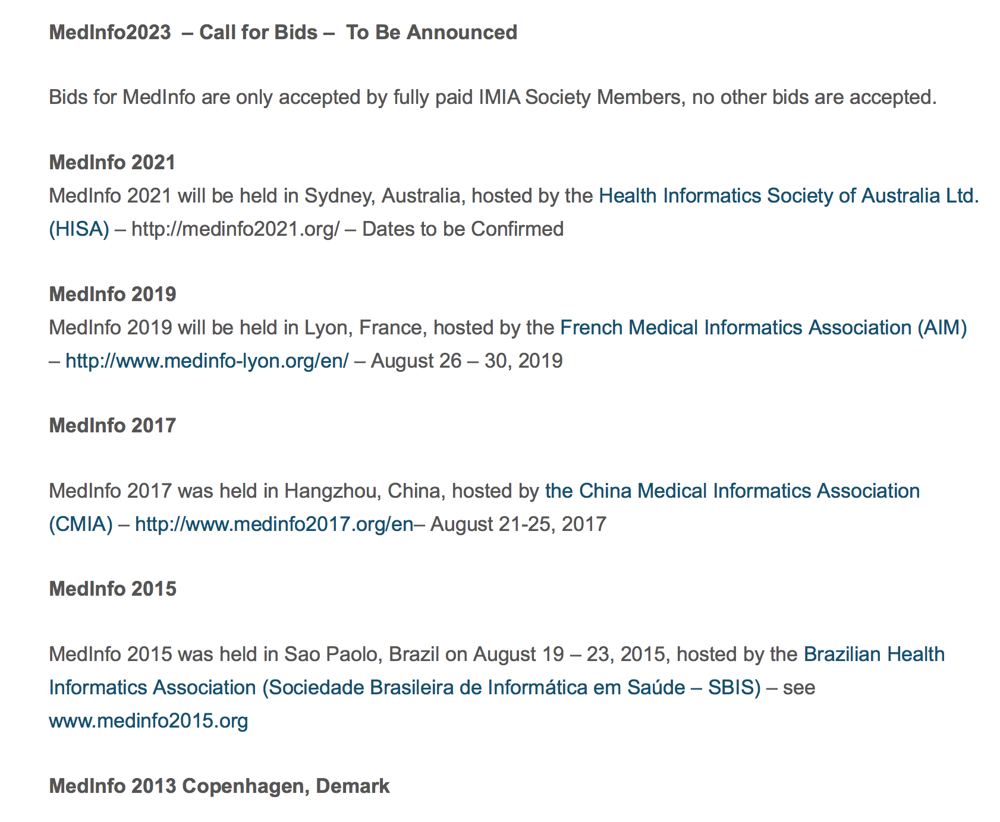 MedInfo2023 – Call for Bids – To Be Announced
Bids for MedInfo are only accepted by fully paid IMIA Society Members, no other bids are accepted.
MedInfo 2021
MedInfo 2021 will be held in Sydney, Australia, hosted by the Health Informatics Society of Australia Ltd.
(HISA) – http://medinfo2021.org/ – Dates to be Confirmed
MedInfo 2019
MedInfo 2019 will be held in Lyon, France, hosted by the French Medical Informatics Association (AIM)
– http://www.medinfo-lyon.org/en/ – August 26 – 30, 2019
MedInfo 2017
MedInfo 2017 was held in Hangzhou, China, hosted by the China Medical Informatics Association
(CMIA) – http://www.medinfo2017.org/en– August 21-25, 2017
MedInfo 2015
MedInfo 2015 was held in Sao Paolo, Brazil on August 19 – 23, 2015, hosted by the Brazilian Health
Informatics Association (Sociedade Brasileira de Informática em Saúde – SBIS) – see
www.medinfo2015.org
MedInfo 2013 Copenhagen, Demark